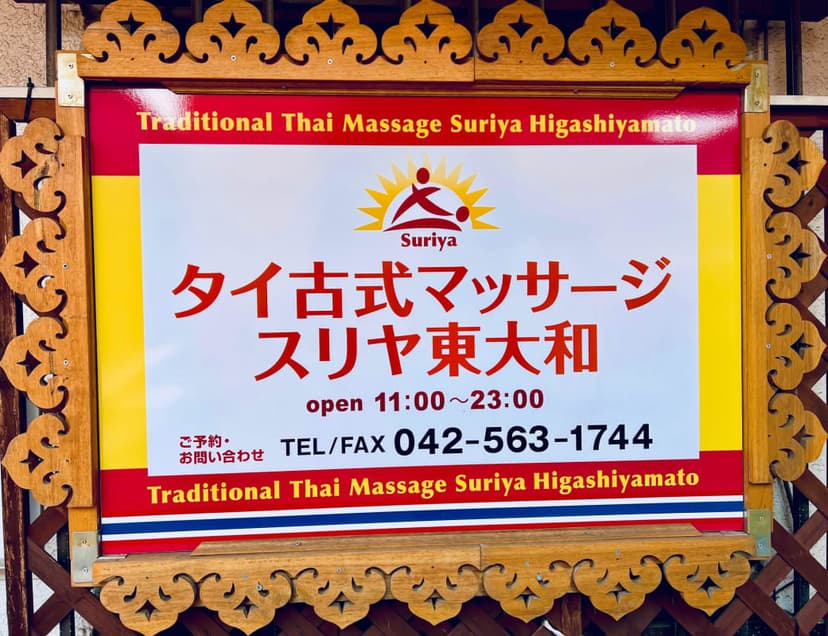 Traditional Thai Massage Suriya Higashiyamato
Suriya
タイ古式マッサージ
スリヤ東大和
open 11:00～23:00
ご予約・
お問い合わせ TEL/FAX 042-563-1744
Traditional Thai Massage Suriya Higashiyamato